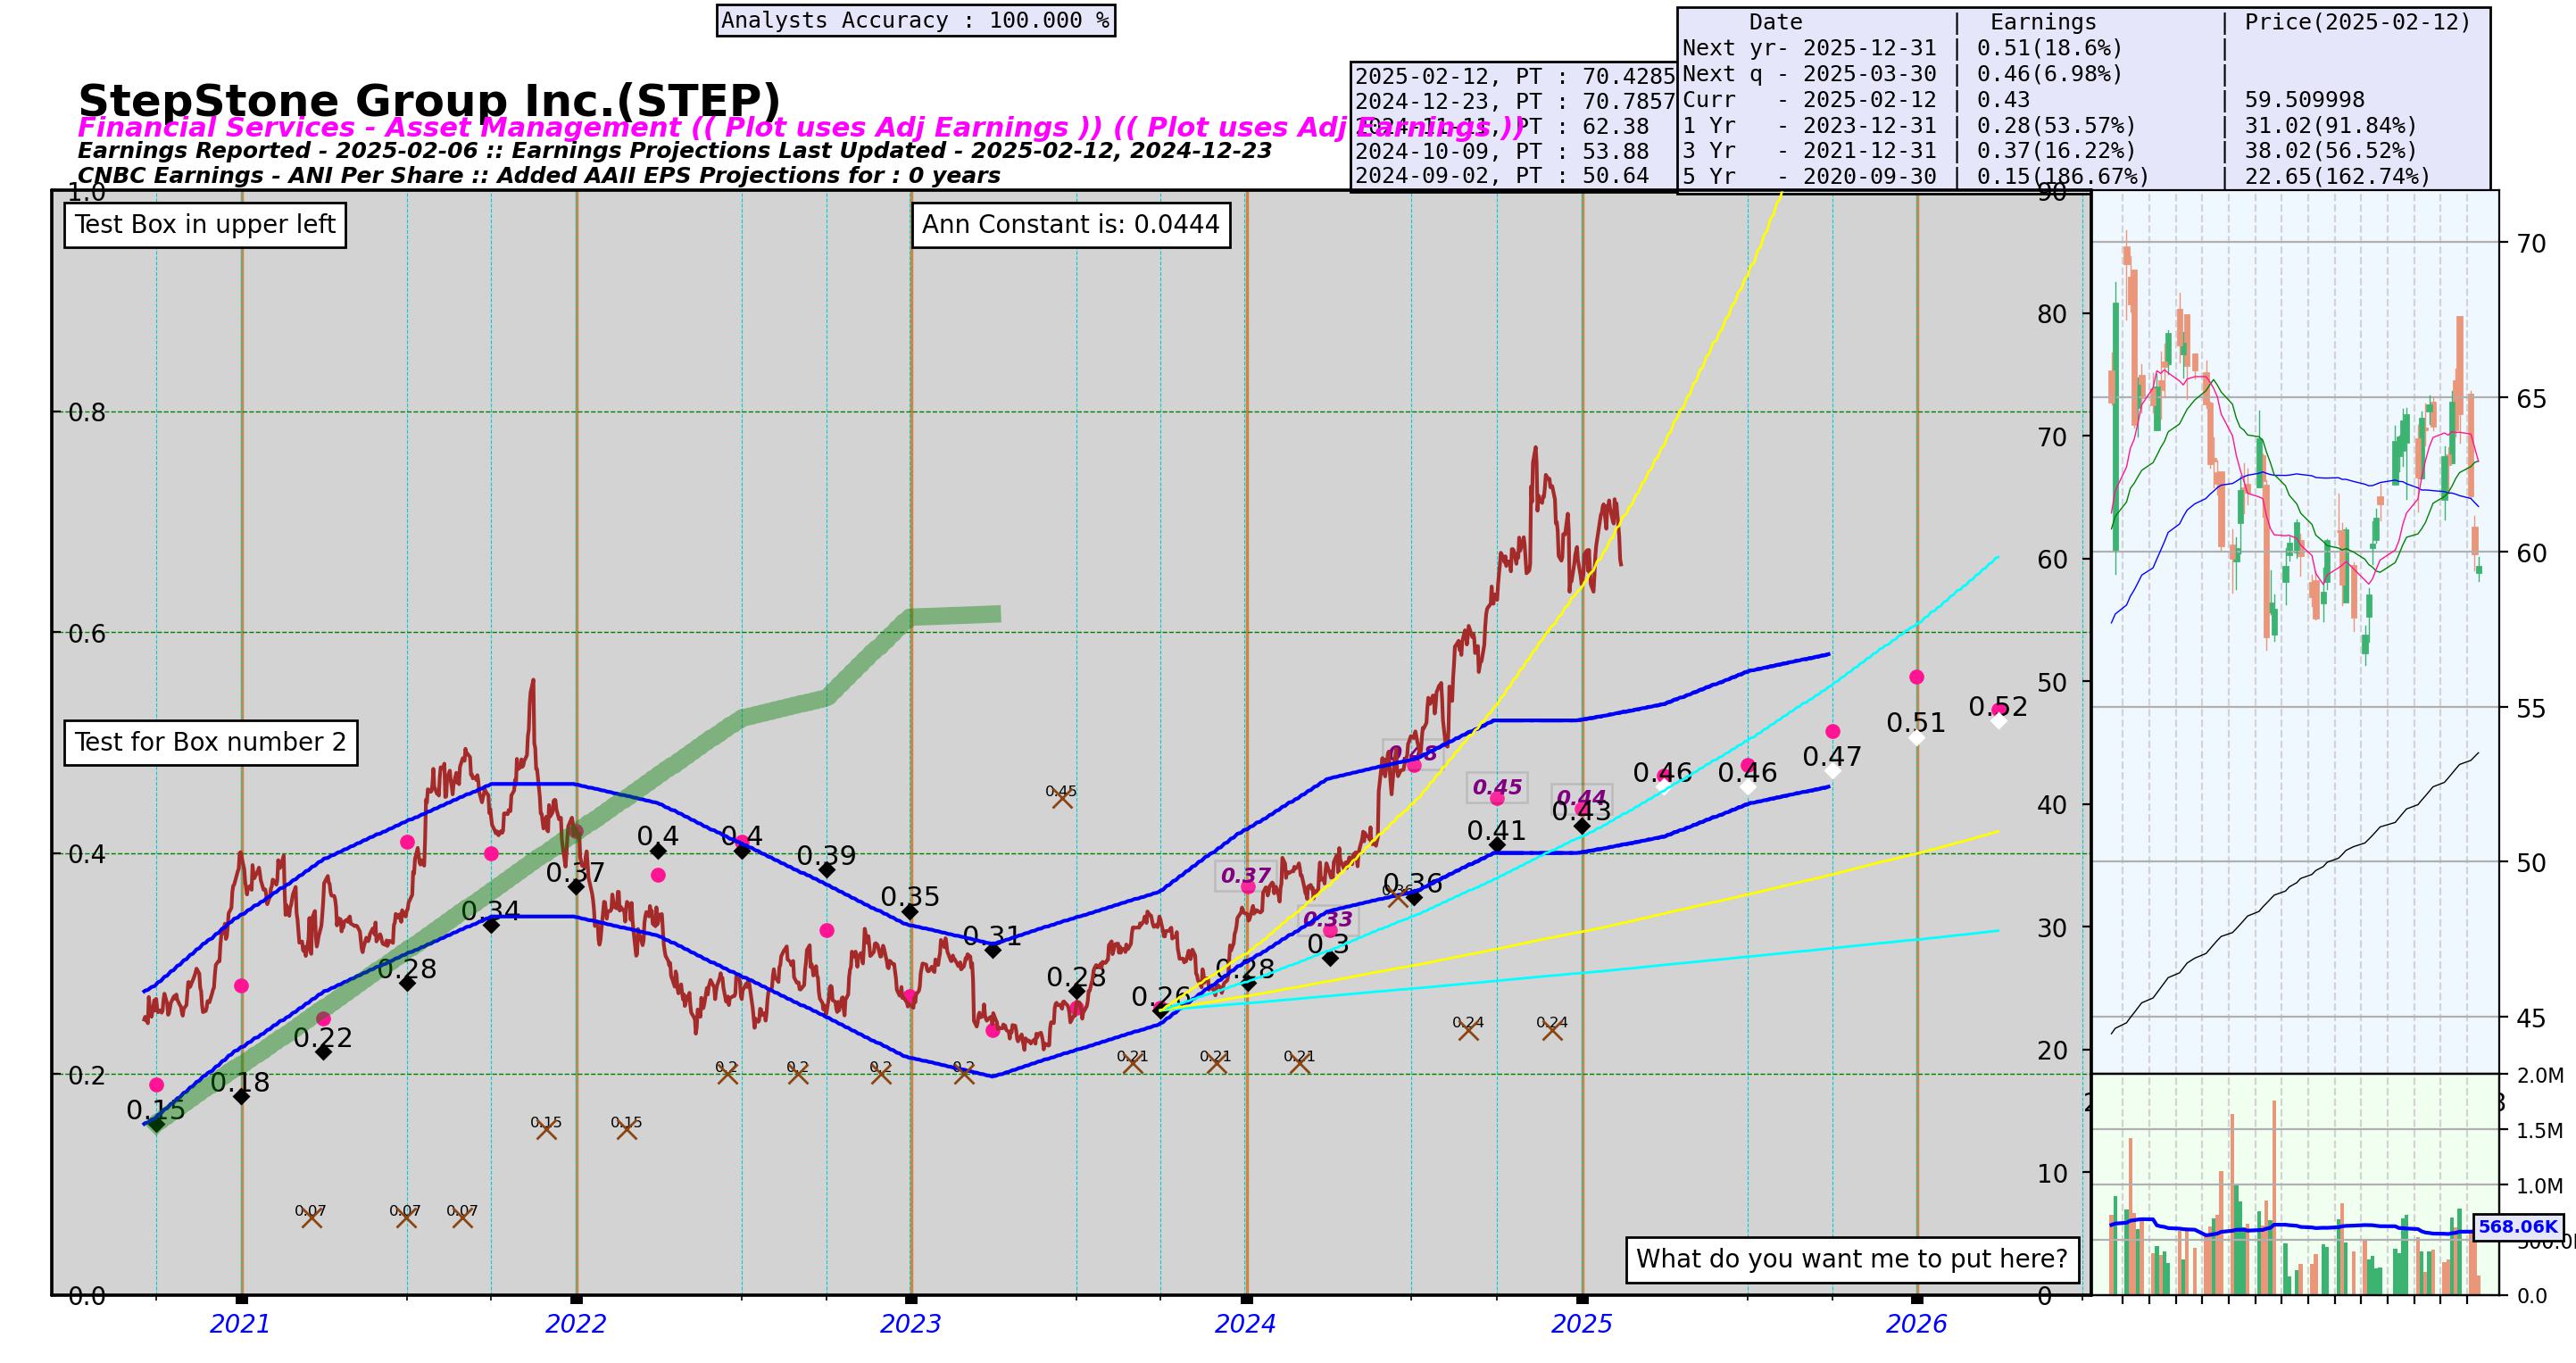 Analysts Accuracy : 100.000 %
Date | Earnings | Price(2025-02-12)
Next yr- 2025-12-31 | 0.51(18.6%) |
Next q - 2025-03-30 | 0.46(6.98%) |
Curr - 2025-02-12 | 0.43 | 59.509998
1 Yr - 2023-12-31 | 0.28(53.57%) | 31.02(91.84%)
3 Yr - 2021-12-31 | 0.37(16.22%) | 38.02(56.52%)
5 Yr - 2020-09-30 | 0.15(186.67%) | 22.65(162.74%)
2025-02-12, PT : 70.4285
2024-12-23, PT : 70.7857
2024-11-11, PT : 62.38
2024-10-09, PT : 53.88
2024-09-02, PT : 50.64
StepStone Group Inc.(STEP)
Financial Services - Asset Management (( Plot uses Adj Earnings )) (( Plot uses Adj Earnings ))
Earnings Reported - 2025-02-06 :: Earnings Projections Last Updated - 2025-02-12, 2024-12-23
CNBC Earnings - ANI Per Share :: Added AAII EPS Projections for : 0 years
Test Box in upper left
Ann Constant is: 0.0444
Test for Box number 2
What do you want me to put here?
1.0
0.8
0.6
0.4
0.2
0.0
90
80
70
60
50
40
30
20
10
0
70
65
60
55
50
45
2.0M
1.5M
1.0M
568.06K
0.0
0.15
0.18
0.22
0.28
0.34
0.37
0.4
0.4
0.39
0.35
0.31
0.28
0.26
0.28
0.3
0.36
0.41
0.43
0.46
0.46
0.47
0.51
0.52
0.37
0.33
0.48
0.45
0.44
0.07
0.07
0.07
0.15
0.15
0.2
0.2
0.2
0.2
0.45
0.21
0.21
0.21
0.36
0.24
0.24
2021
2022
2023
2024
2025
2026